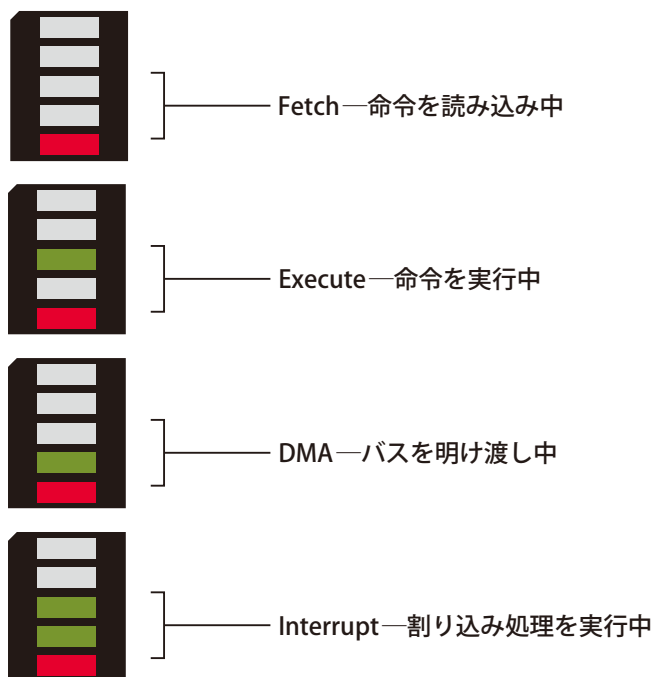 Fetch—命令を読み込み中
Execute—命令を実行中
DMA—バスを明け渡し中
Interrupt—割り込み処理を実行中